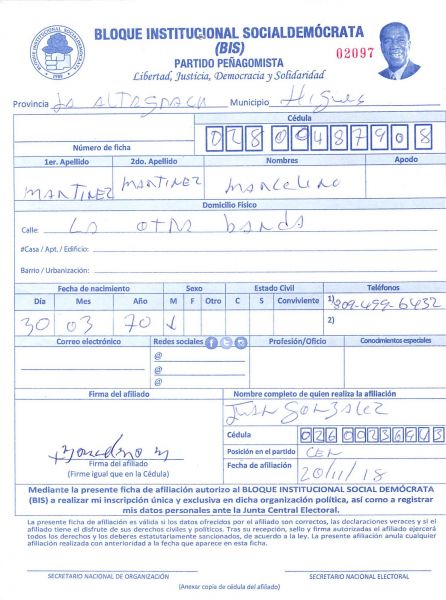 BLOQUE INSTITUCIONAL SOCIALDEMÓCRATA
(BIS)
PARTIDO PEÑAGOMISTA
Libertad, Justicia, Democracia y Solidaridad
BLOQUE INSTITUCIONAL SOCIALDEMÓCRATA
02097
Provincia La ALTAGRACIA Municipio Higuey
Cédula
Número de ficha
1er. Apellido 2do. Apellido Nombres Apodo
MARTINEZ MARTINEZ Marcelino
Domicilio Físico
Calle: La OTRA banda
#Casa / Apt. / Edificio:
Barrio / Urbanización:
Fecha de nacimiento Sexo Estado Civil Teléfonos
Día Mes Año M F Otro C S Conviviente 1) 809-499-6432
30 03 70 2)
Correo electrónico Redes sociales Profesión/Oficio Conocimientos especiales
@
@
@
Firma del afiliado Nombre completo de quien realiza la afiliación
JUAN GONZALEZ
Cédula
Posición en el partido CEN
Firma del afiliado
(Firme igual que en la Cédula)
Fecha de afiliación 20/11/18
Mediante la presente ficha de afiliación autorizo al BLOQUE INSTITUCIONAL SOCIAL DEMÓCRATA
(BIS) a realizar mi inscripción única y exclusiva en dicha organización política, así como a registrar
mis datos personales ante la Junta Central Electoral.
La presente ficha de afiliación es válida si los datos ofrecidos por el afiliado son correctos, las declaraciones veraces y si el
afiliado tiene el disfrute de sus derechos civiles y políticos. Tras su recepción, sello y firma autorizadas el afiliado ejercerá
todos los derechos y los deberes estatutariamente sancionados, de acuerdo a la ley. La presente afiliación anula cualquier
afiliación realizada con anterioridad a la fecha que aparece en esta ficha.
SECRETARIO NACIONAL DE ORGANIZACIÓN SECRETARIO NACIONAL ELECTORAL
(Anexar copia de cédula del afiliado)